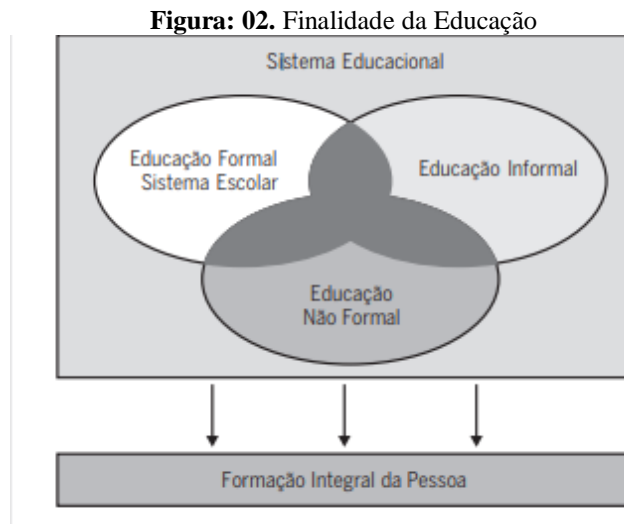 Figura: 02. Finalidade da Educação
Sistema Educacional
Educação Formal
Sistema Escolar
Educação Informal
Educação
Não Formal
Formação Integral da Pessoa